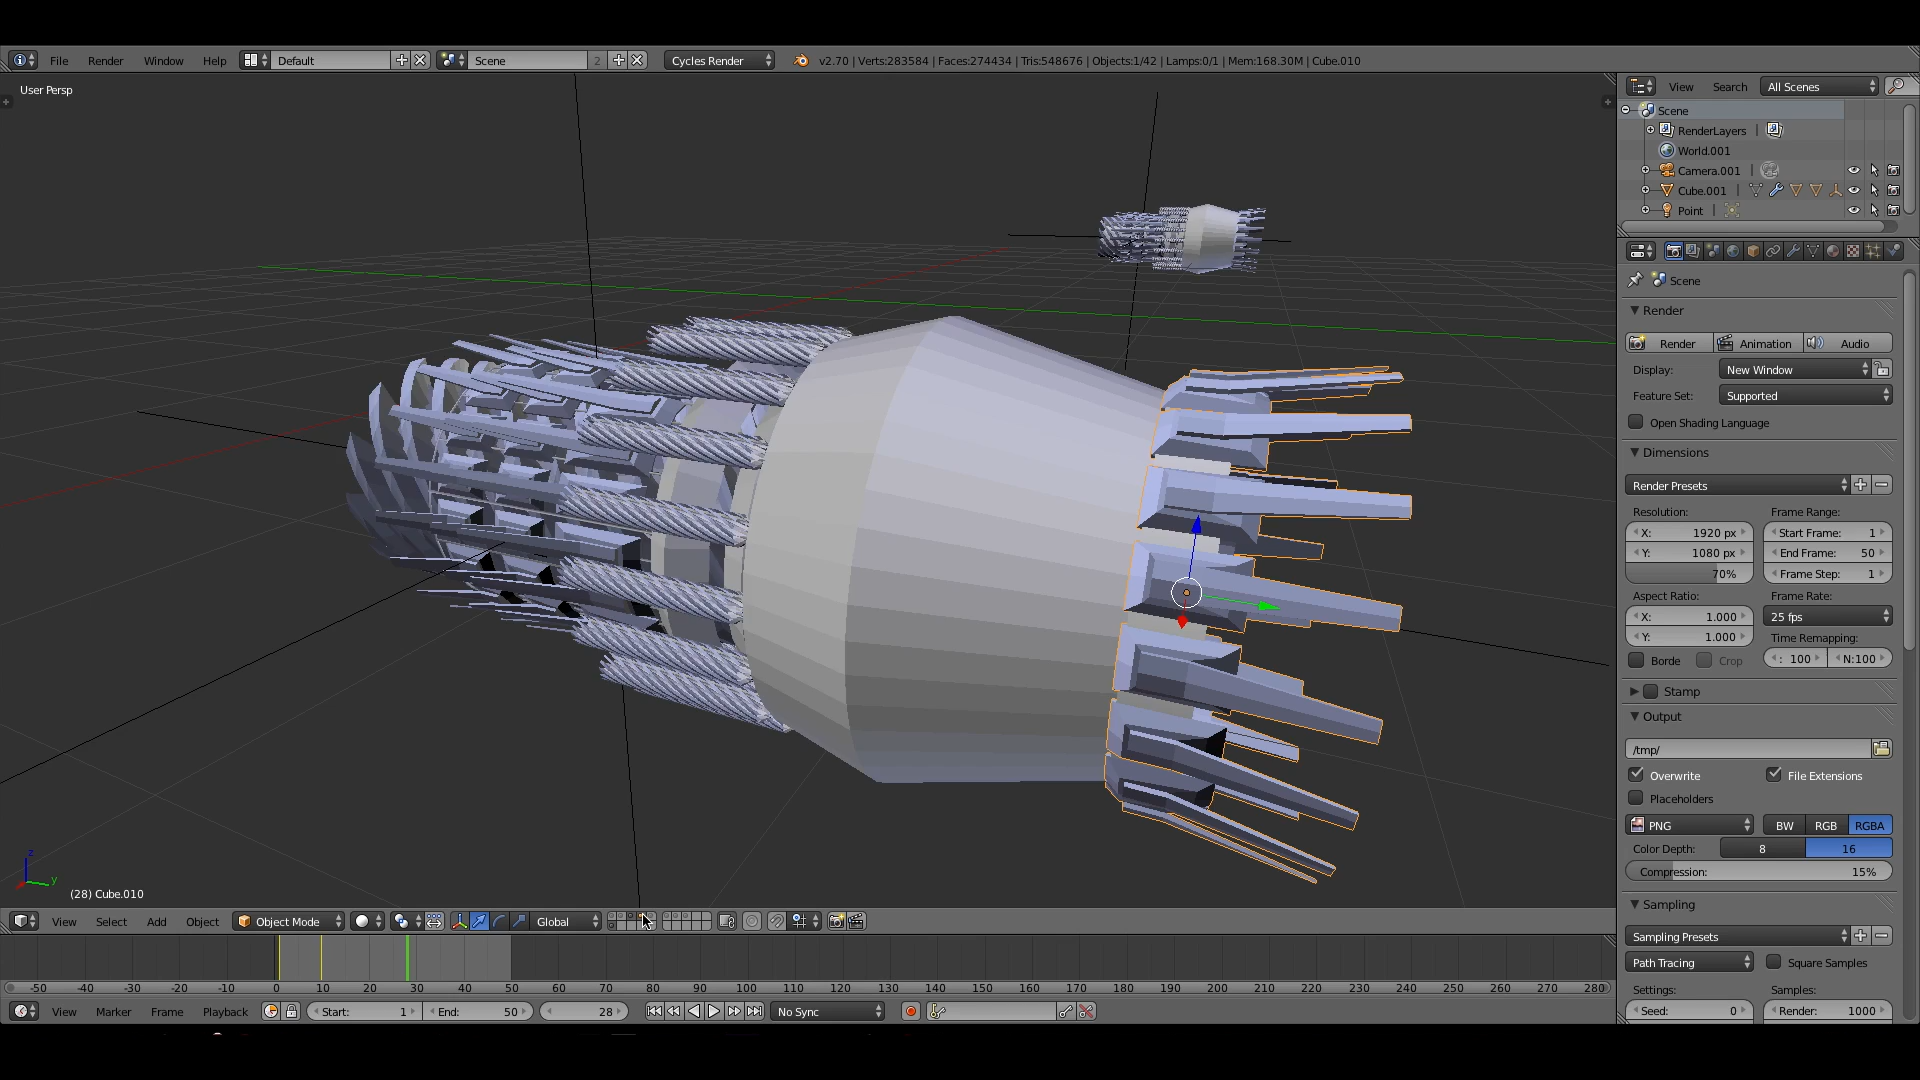 File Render Window Help Default Scene 2 Cycles Render v2.70 | Verts:283584 | Faces:274434 | Tris:548676 | Objects:1/42 | Lamps:0/1 | Mem:168.30M | Cube.010
User Persp
(28) Cube.010
z
y
View Select Add Object Object Mode Global
-50 -40 -30 -20 -10 0 10 20 30 40 50 60 70 80 90 100 110 120 130 140 150 160 170 180 190 200 210 220 230 240 250 260 270 280
View Marker Frame Playback Start: 1 End: 50 28 No Sync
View Search All Scenes
Scene
RenderLayers |
World.001
Camera.001 |
Cube.001 |
Point |
Scene
Render
Render Animation Audio
Display: New Window
Feature Set: Supported
Open Shading Language
Dimensions
Render Presets
Resolution: Frame Range:
X: 1920 px Start Frame: 1
Y: 1080 px End Frame: 50
70% Frame Step: 1
Aspect Ratio: Frame Rate:
X: 1.000 25 fps
Y: 1.000 Time Remapping:
Borde Crop : 100 N:100
Stamp
Output
/tmp/
Overwrite File Extensions
Placeholders
PNG BW RGB RGBA
Color Depth: 8 16
Compression: 15%
Sampling
Sampling Presets
Path Tracing Square Samples
Settings: Samples:
Seed: 0 Render: 1000